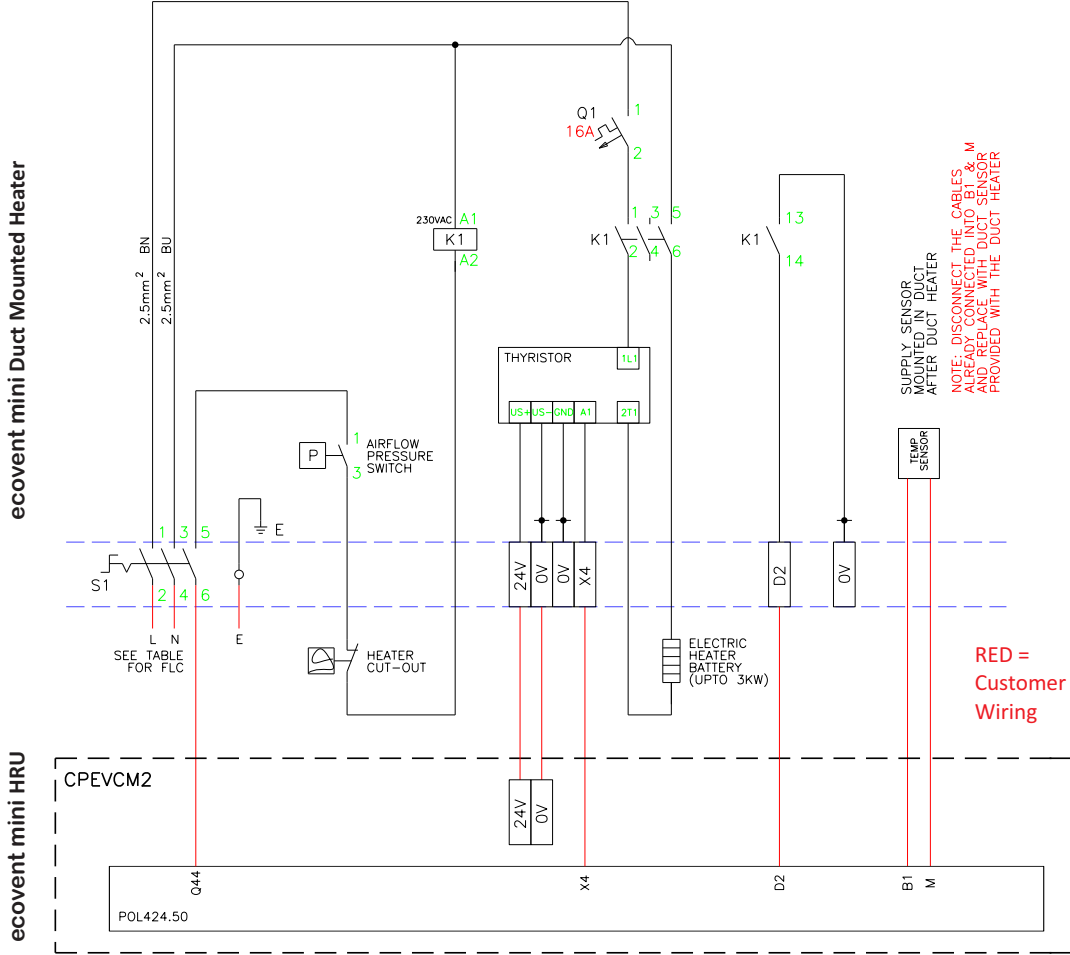 ecovent mini Duct Mounted Heater
2.5mm² BN
2.5mm² BU
230VAC
A1
K1
A2
Q1
16A
1
2
K1
1
3
5
2
4
6
K1
13
14
SUPPLY SENSOR
MOUNTED IN DUCT
AFTER DUCT HEATER
NOTE: DISCONNECT THE CABLES
ALREADY CONNECTED INTO B1 & M
AND REPLACE WITH DUCT SENSOR
PROVIDED WITH THE DUCT HEATER
THYRISTOR
1L1
US+
US-
GND
A1
2T1
P
1
3
AIRFLOW
PRESSURE
SWITCH
TEMP
SENSOR
S1
1
3
5
2
4
6
E
L
N
E
SEE TABLE
FOR FLC
24V
0V
0V
X4
D2
0V
HEATER
CUT-OUT
ELECTRIC
HEATER
BATTERY
(UPTO 3KW)
RED =
Customer
Wiring
ecovent mini HRU
CPEVCM2
24V
0V
Q44
X4
D2
B1
M
POL424.50